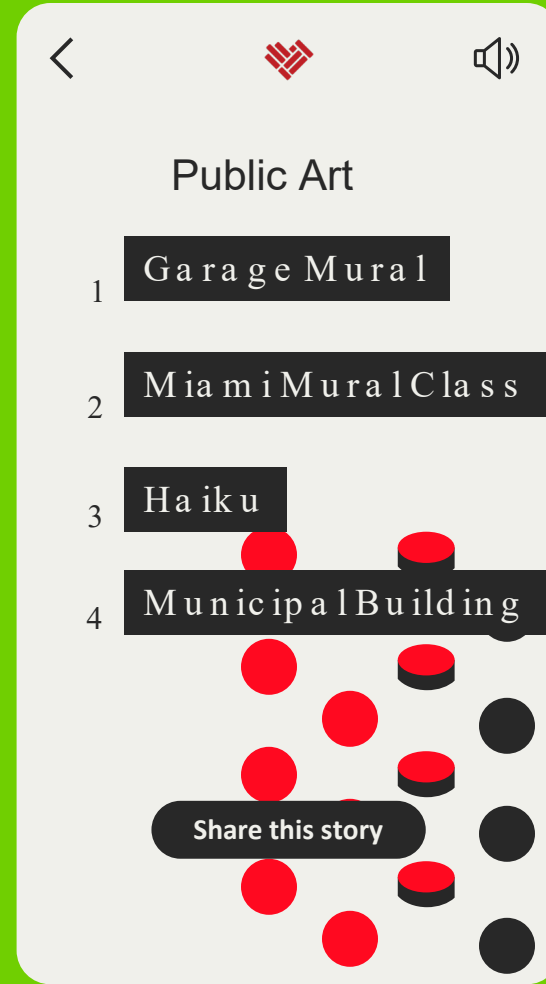 Public Art
1 Garage Mural
2 Miami Mural Class
3 Haiku
4 Municipal Building
Share this story